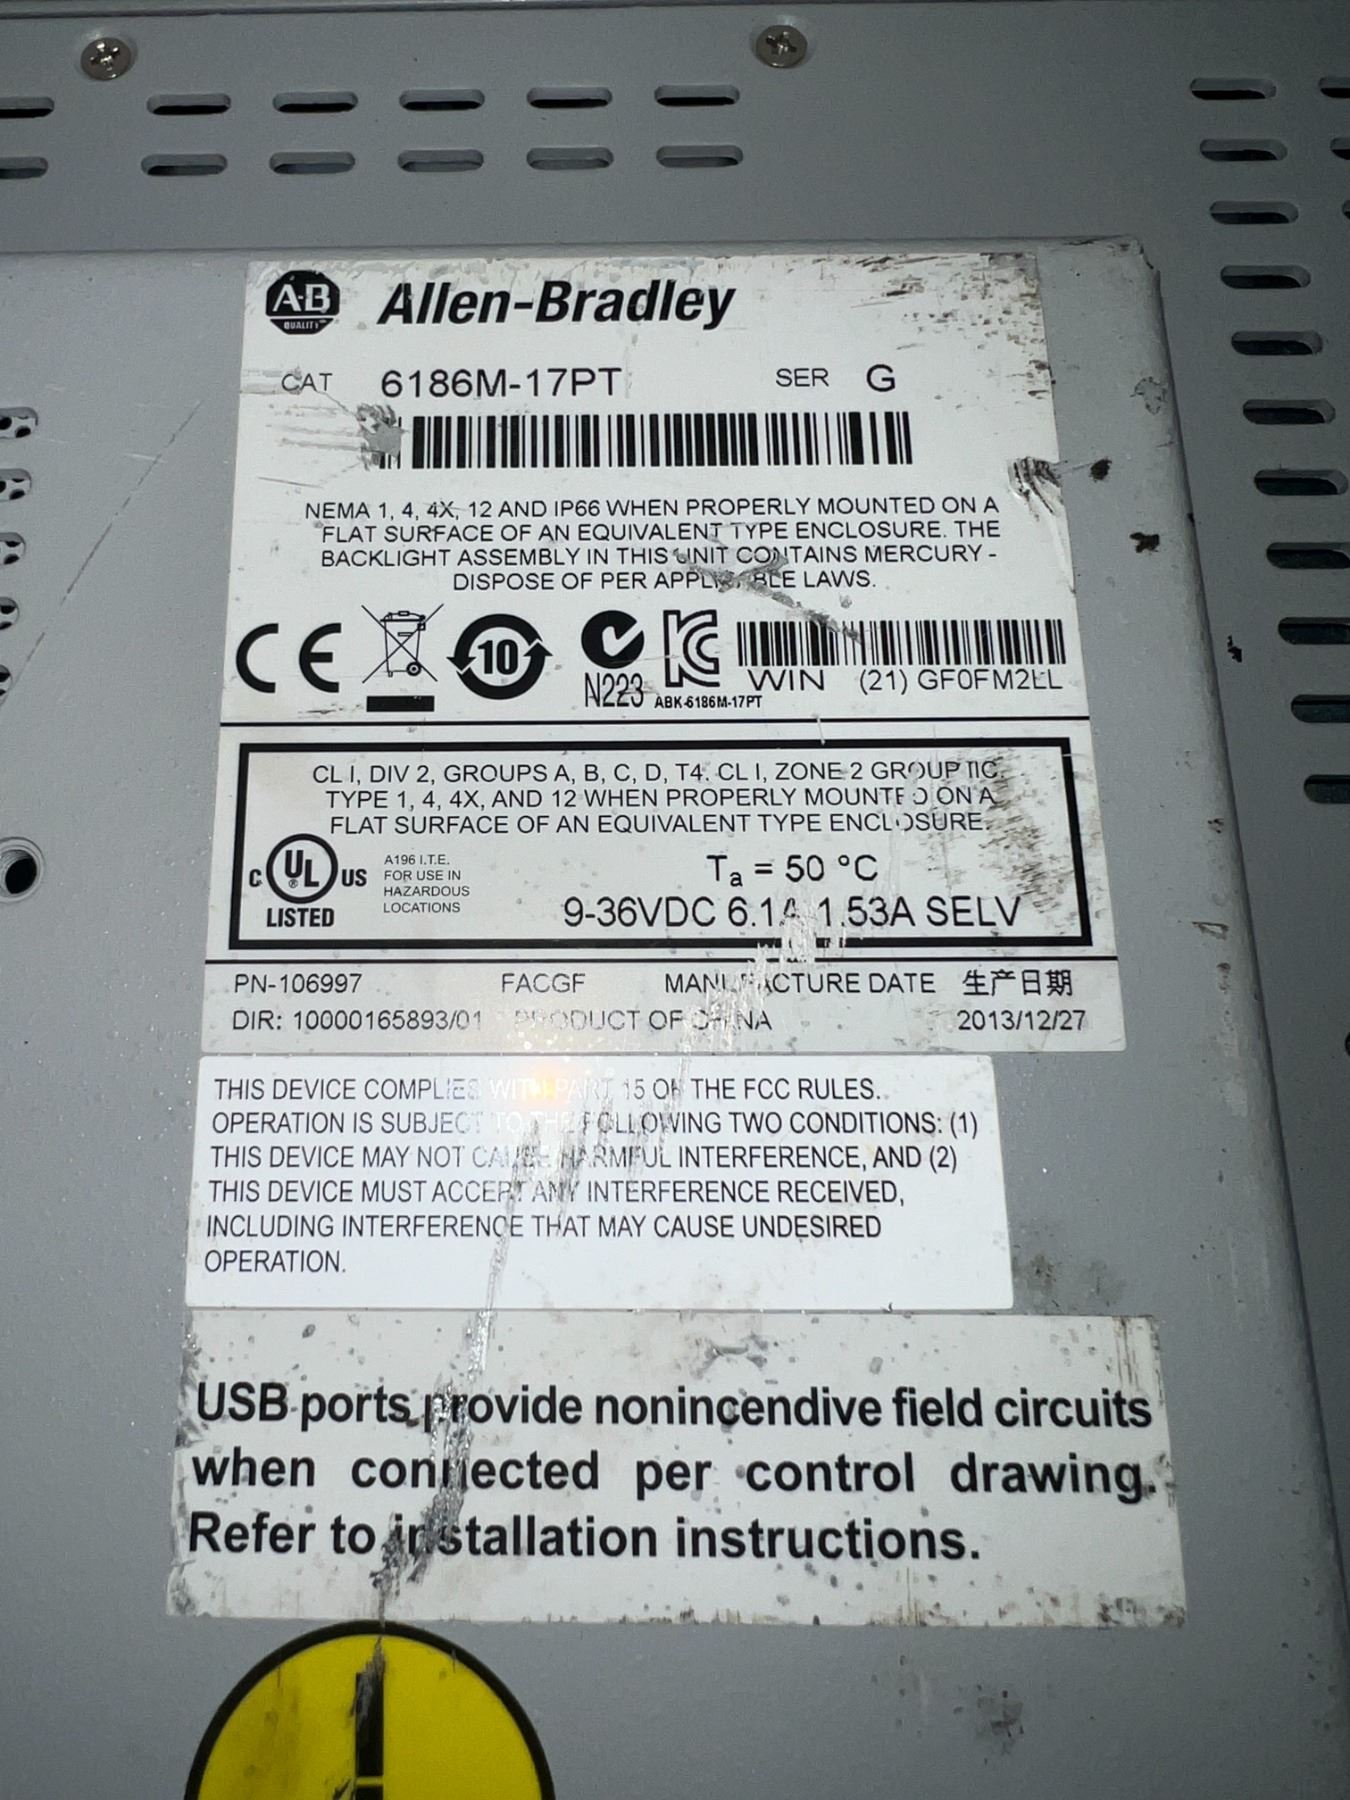 A-B
QUALITY
Allen-Bradley
CAT 6186M-17PT SER G
NEMA 1, 4, 4X, 12 AND IP66 WHEN PROPERLY MOUNTED ON A
FLAT SURFACE OF AN EQUIVALENT TYPE ENCLOSURE. THE
BACKLIGHT ASSEMBLY IN THIS UNIT CONTAINS MERCURY -
DISPOSE OF PER APPLICABLE LAWS.
CE 10 N223 KC ABK-6186M-17PT WIN (21) GF0FM2LL
CL I, DIV 2, GROUPS A, B, C, D, T4. CL I, ZONE 2 GROUP IIC.
TYPE 1, 4, 4X, AND 12 WHEN PROPERLY MOUNTED ON A
FLAT SURFACE OF AN EQUIVALENT TYPE ENCLOSURE.
C UL ® US
LISTED
A196 I.T.E.
FOR USE IN
HAZARDOUS
LOCATIONS
Ta = 50 °C
9-36VDC 6.1A 1.53A SELV
PN-106997 FACGF MANUFACTURE DATE 生产日期
DIR: 10000165893/01 PRODUCT OF CHINA 2013/12/27
THIS DEVICE COMPLIES WITH PART 15 OF THE FCC RULES.
OPERATION IS SUBJECT TO THE FOLLOWING TWO CONDITIONS: (1)
THIS DEVICE MAY NOT CAUSE HARMFUL INTERFERENCE, AND (2)
THIS DEVICE MUST ACCEPT ANY INTERFERENCE RECEIVED,
INCLUDING INTERFERENCE THAT MAY CAUSE UNDESIRED
OPERATION.
USB ports provide nonincendive field circuits
when connected per control drawing.
Refer to installation instructions.